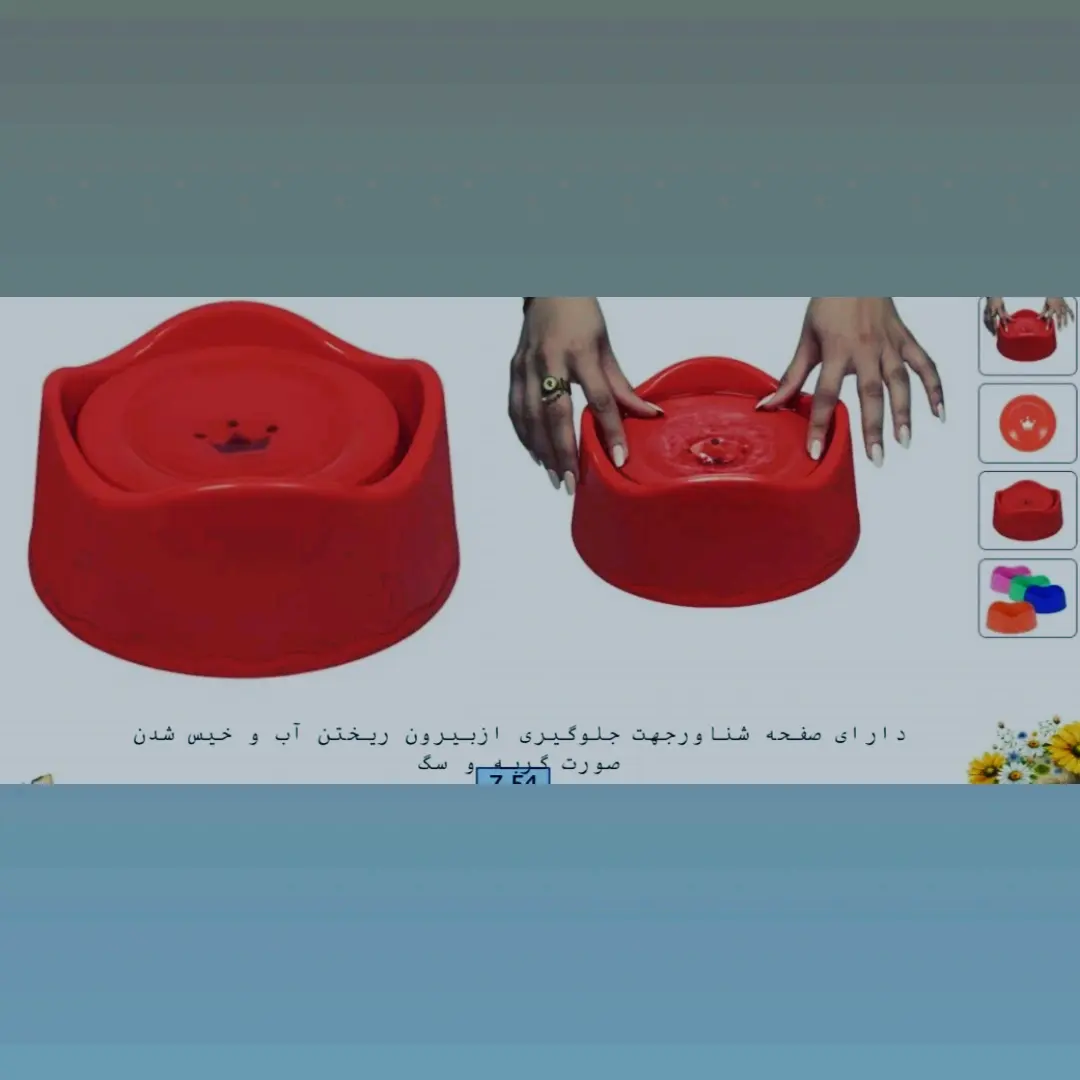 دارای صفحه شناورجهت جلوگیری ازبیرون ریختن آب و خیس شدن
صورت گربه و سگ